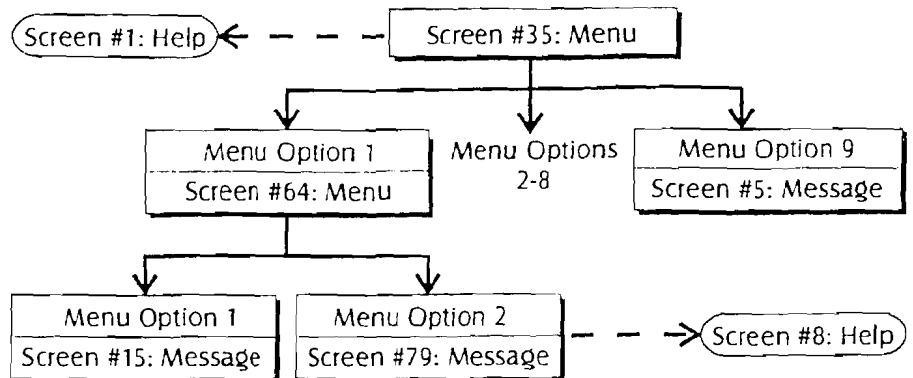 Screen #1: Help
Screen #35: Menu
Menu Option 1
Screen #64: Menu
Menu Options
2-8
Menu Option 9
Screen #5: Message
Menu Option 1
Screen #15: Message
Menu Option 2
Screen #79: Message
Screen #8: Help